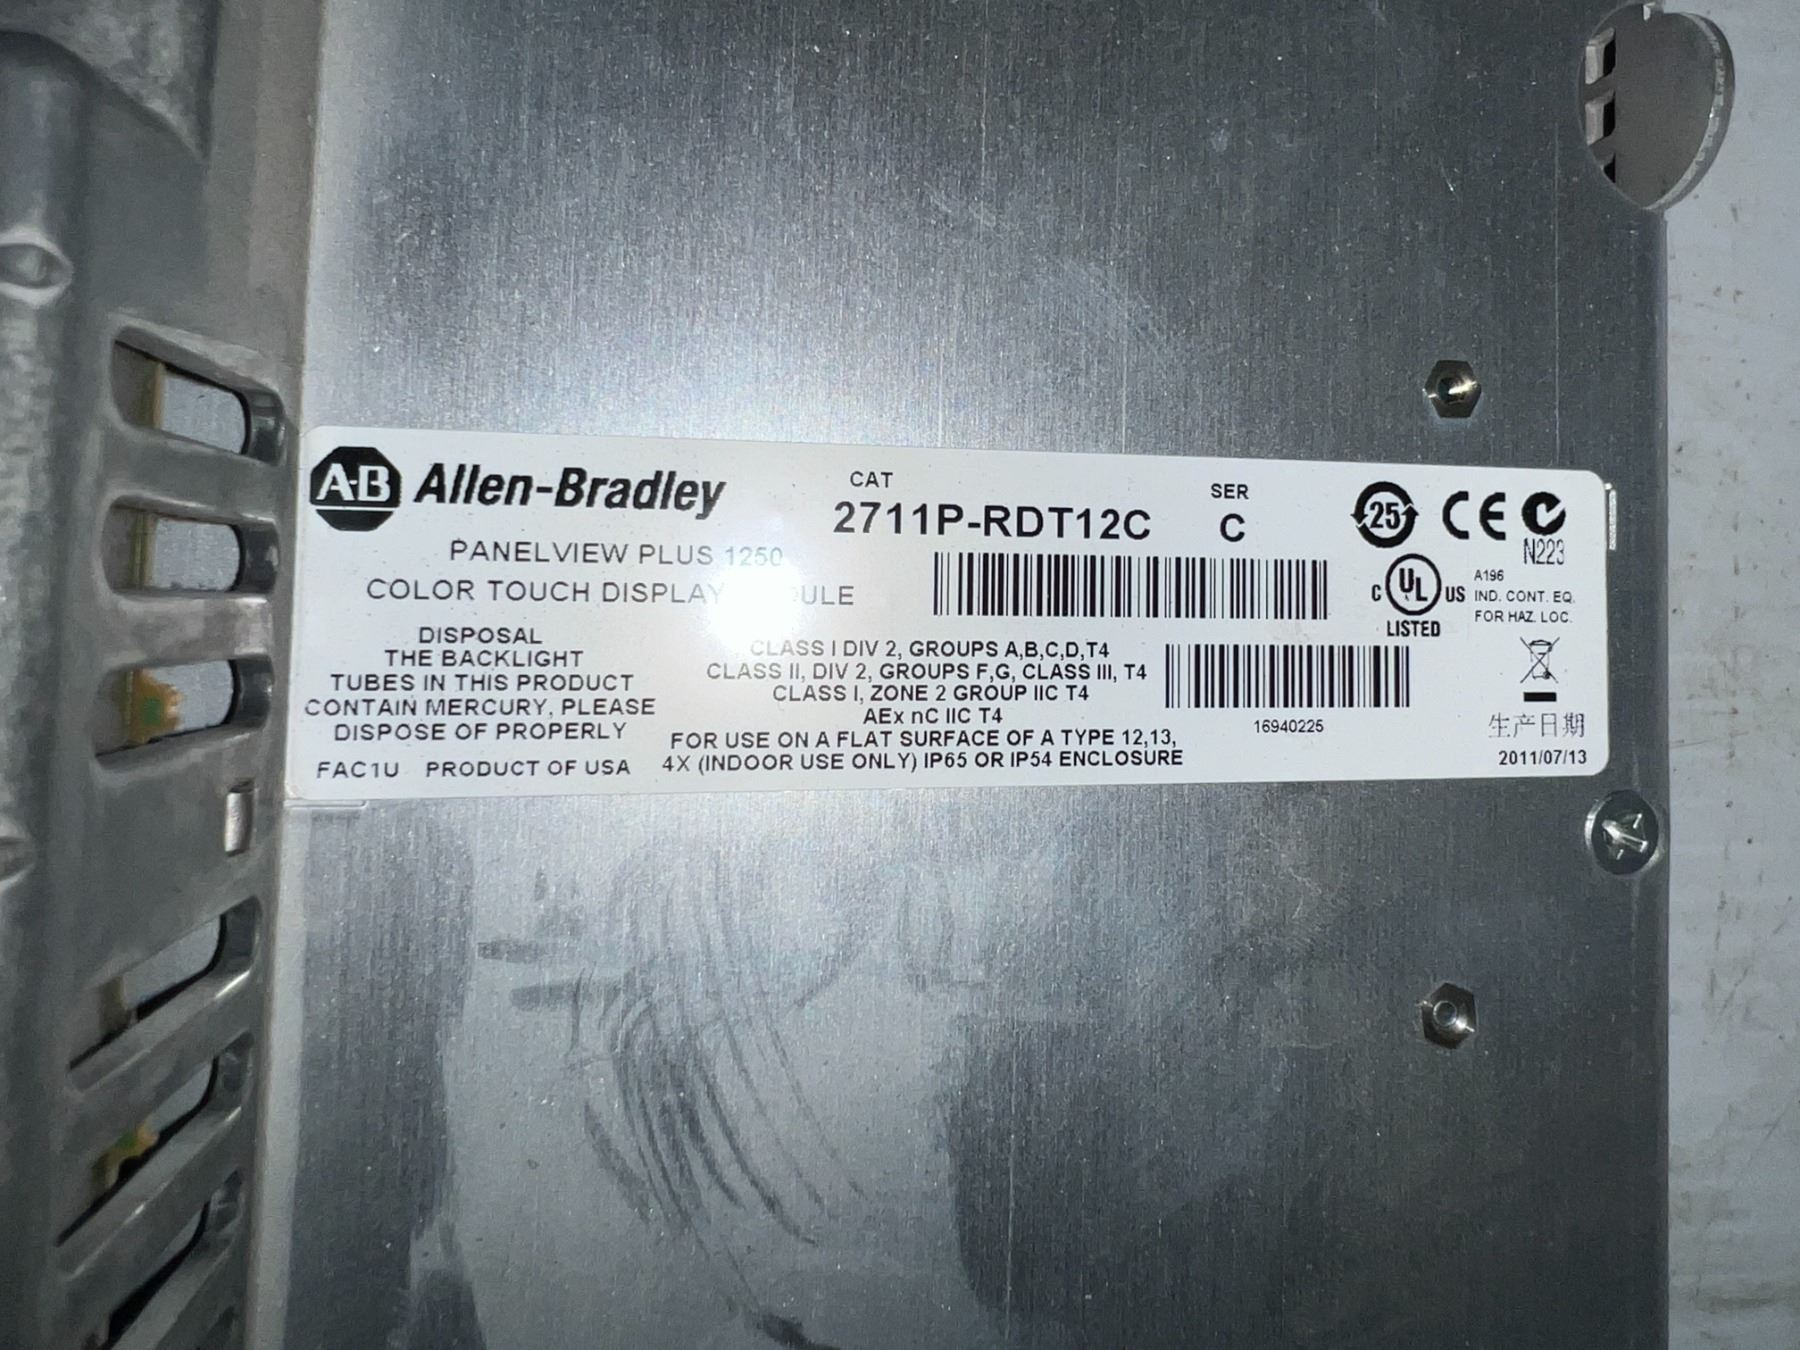 A-B Allen-Bradley
CAT
SER
2711P-RDT12C
C
25
CE
N223
PANELVIEW PLUS 1250
COLOR TOUCH DISPLAY
C UL US
LISTED
A196
IND. CONT. EQ.
FOR HAZ. LOC.
DISPOSAL
THE BACKLIGHT
TUBES IN THIS PRODUCT
CONTAIN MERCURY, PLEASE
DISPOSE OF PROPERLY
FAC1U PRODUCT OF USA
CLASS I DIV 2, GROUPS A,B,C,D,T4
CLASS II, DIV 2, GROUPS F,G, CLASS III, T4
CLASS I, ZONE 2 GROUP IIC T4
AEx nC IIC T4
FOR USE ON A FLAT SURFACE OF A TYPE 12,13,
4X (INDOOR USE ONLY) IP65 OR IP54 ENCLOSURE
16940225
生产日期
2011/07/13